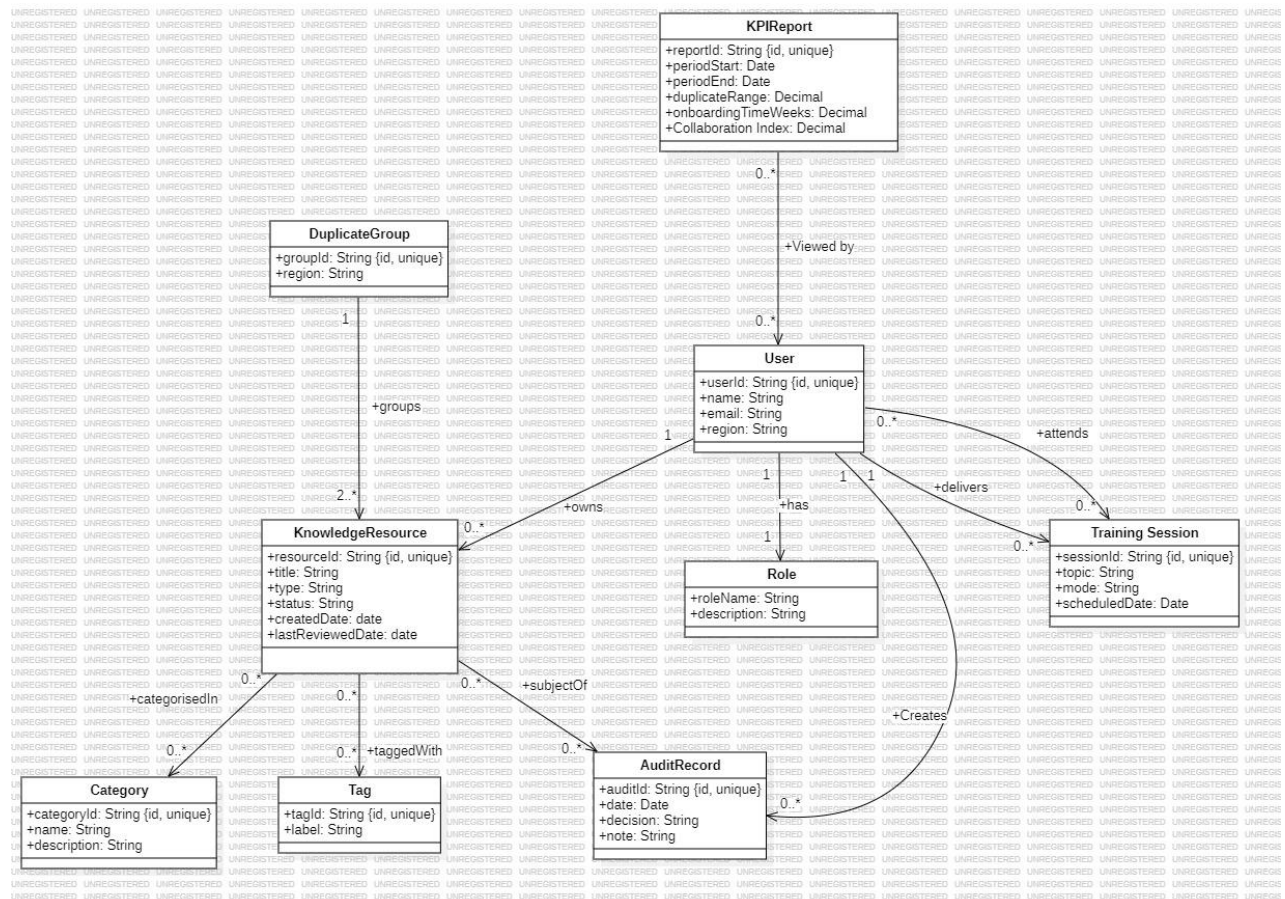 KPIReport
+reportId: String {id, unique}
+periodStart: Date
+periodEnd: Date
+duplicateRange: Decimal
+onboardingTimeWeeks: Decimal
+Collaboration Index: Decimal
0..*
+Viewed by
0..*
DuplicateGroup
+groupId: String {id, unique}
+region: String
1
+groups
2..*
User
+userId: String {id, unique}
+name: String
+email: String
+region: String
1
+owns
0..*
1
+has
1
1
+Creates
0..*
1
+delivers
0..*
0..*
+attends
0..*
KnowledgeResource
+resourceId: String {id, unique}
+title: String
+type: String
+status: String
+createdDate: date
+lastReviewedDate: date
Role
+roleName: String
+description: String
Training Session
+sessionId: String {id, unique}
+topic: String
+mode: String
+scheduledDate: Date
0..*
+categorisedIn
0..*
0..*
0..*
+taggedWith
0..*
+subjectOf
0..*
Category
+categoryId: String {id, unique}
+name: String
+description: String
Tag
+tagId: String {id, unique}
+label: String
AuditRecord
+auditId: String {id, unique}
+date: Date
+decision: String
+note: String
UNREGISTERED